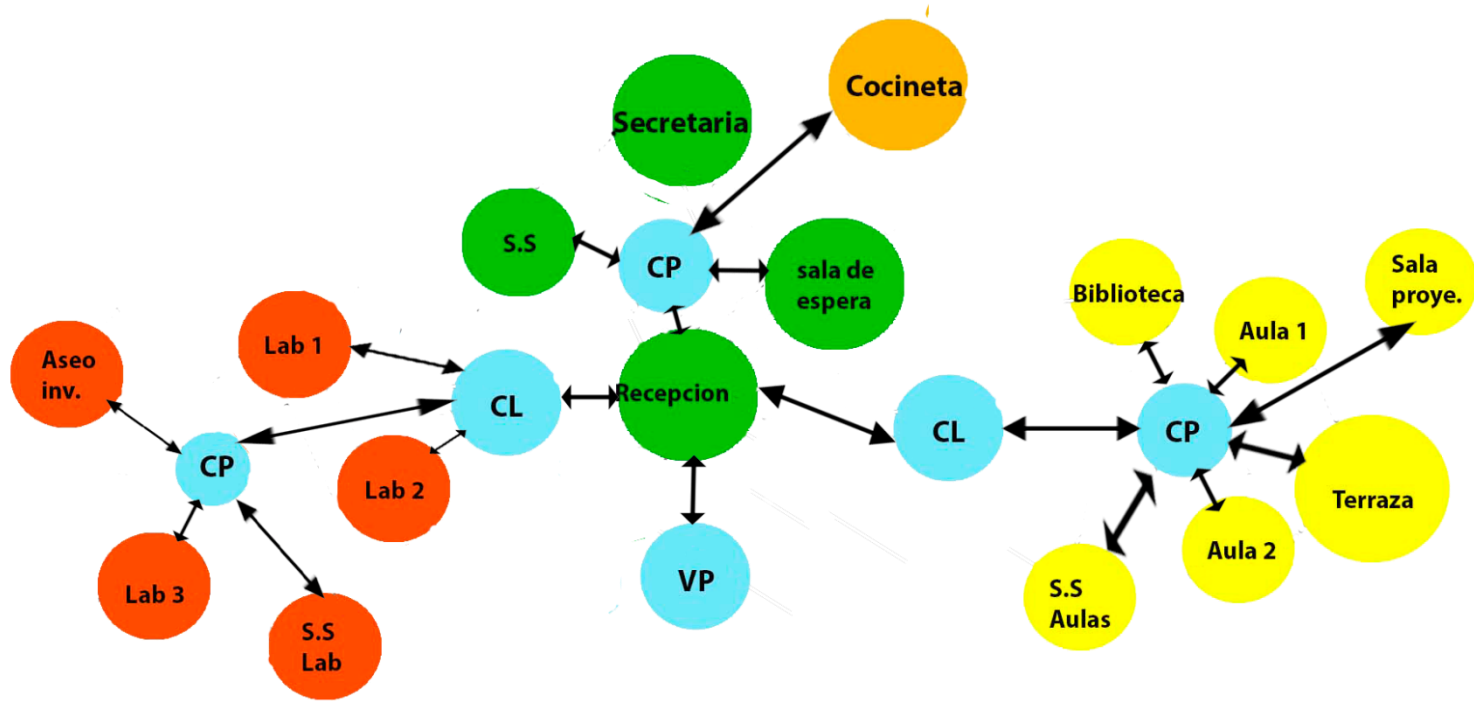 Cocineta
Secretaria
S.S
CP
sala de
espera
Biblioteca
Sala
proye.
Aula 1
Lab 1
Aseo
inv.
CL
Recepcion
CL
CP
CP
Lab 2
Terraza
Aula 2
VP
Lab 3
S.S
Aulas
S.S
Lab